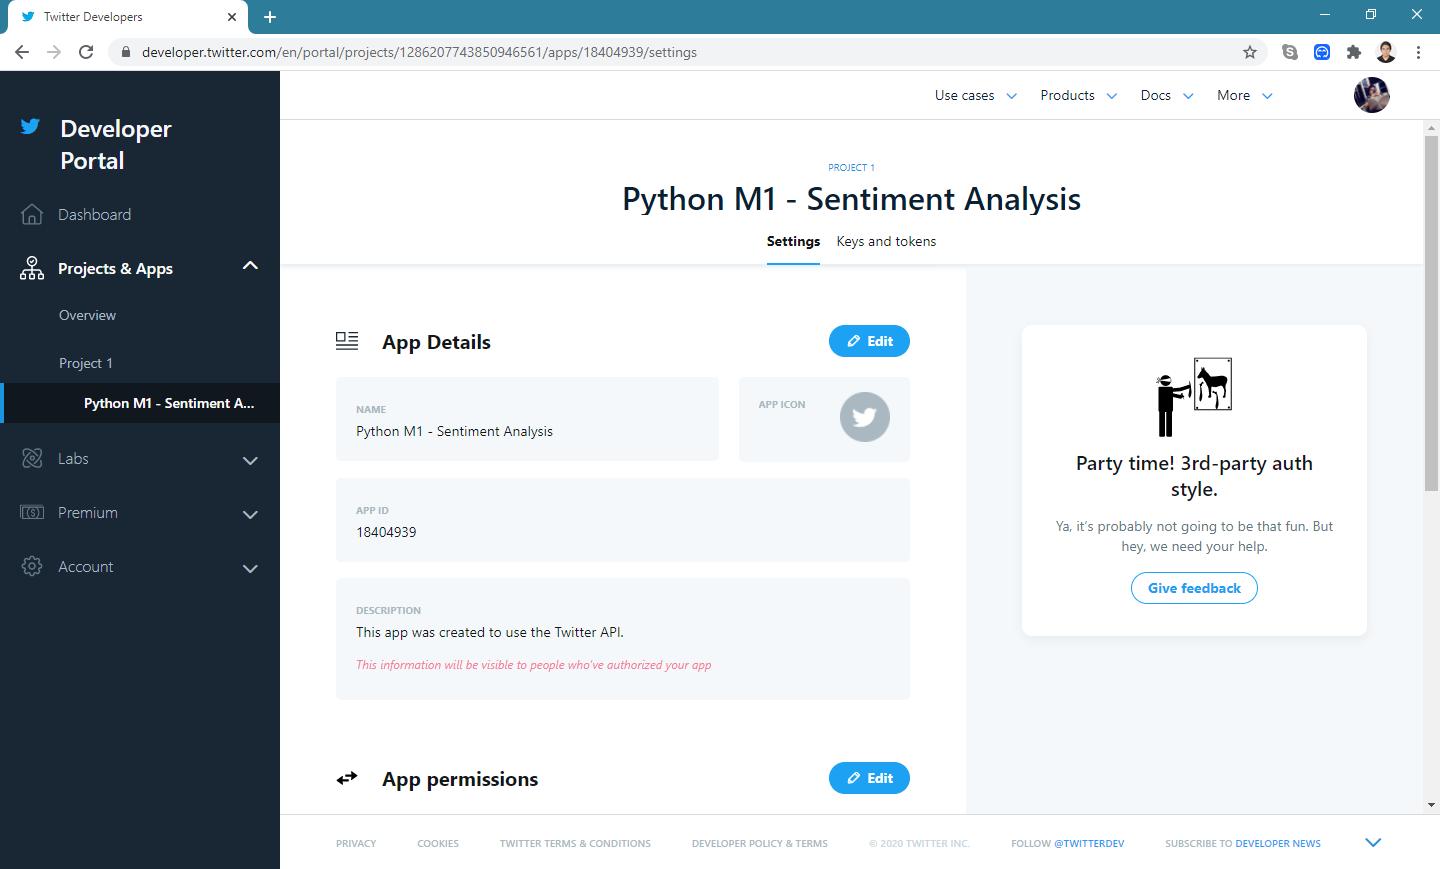 Twitter Developers
developer.twitter.com/en/portal/projects/1286207743850946561/apps/18404939/settings
Developer
Portal
Dashboard
Projects & Apps
Overview
Project 1
Python M1 - Sentiment A...
Labs
Premium
Account
Use cases
Products
Docs
More
PROJECT 1
Python M1 - Sentiment Analysis
Settings
Keys and tokens
App Details
Edit
NAME
Python M1 - Sentiment Analysis
APP ICON
APP ID
18404939
DESCRIPTION
This app was created to use the Twitter API.
This information will be visible to people who've authorized your app
App permissions
Edit
Party time! 3rd-party auth
style.
Ya, it's probably not going to be that fun. But
hey, we need your help.
Give feedback
PRIVACY
COOKIES
TWITTER TERMS & CONDITIONS
DEVELOPER POLICY & TERMS
© 2020 TWITTER INC.
FOLLOW @TWITTERDEV
SUBSCRIBE TO DEVELOPER NEWS